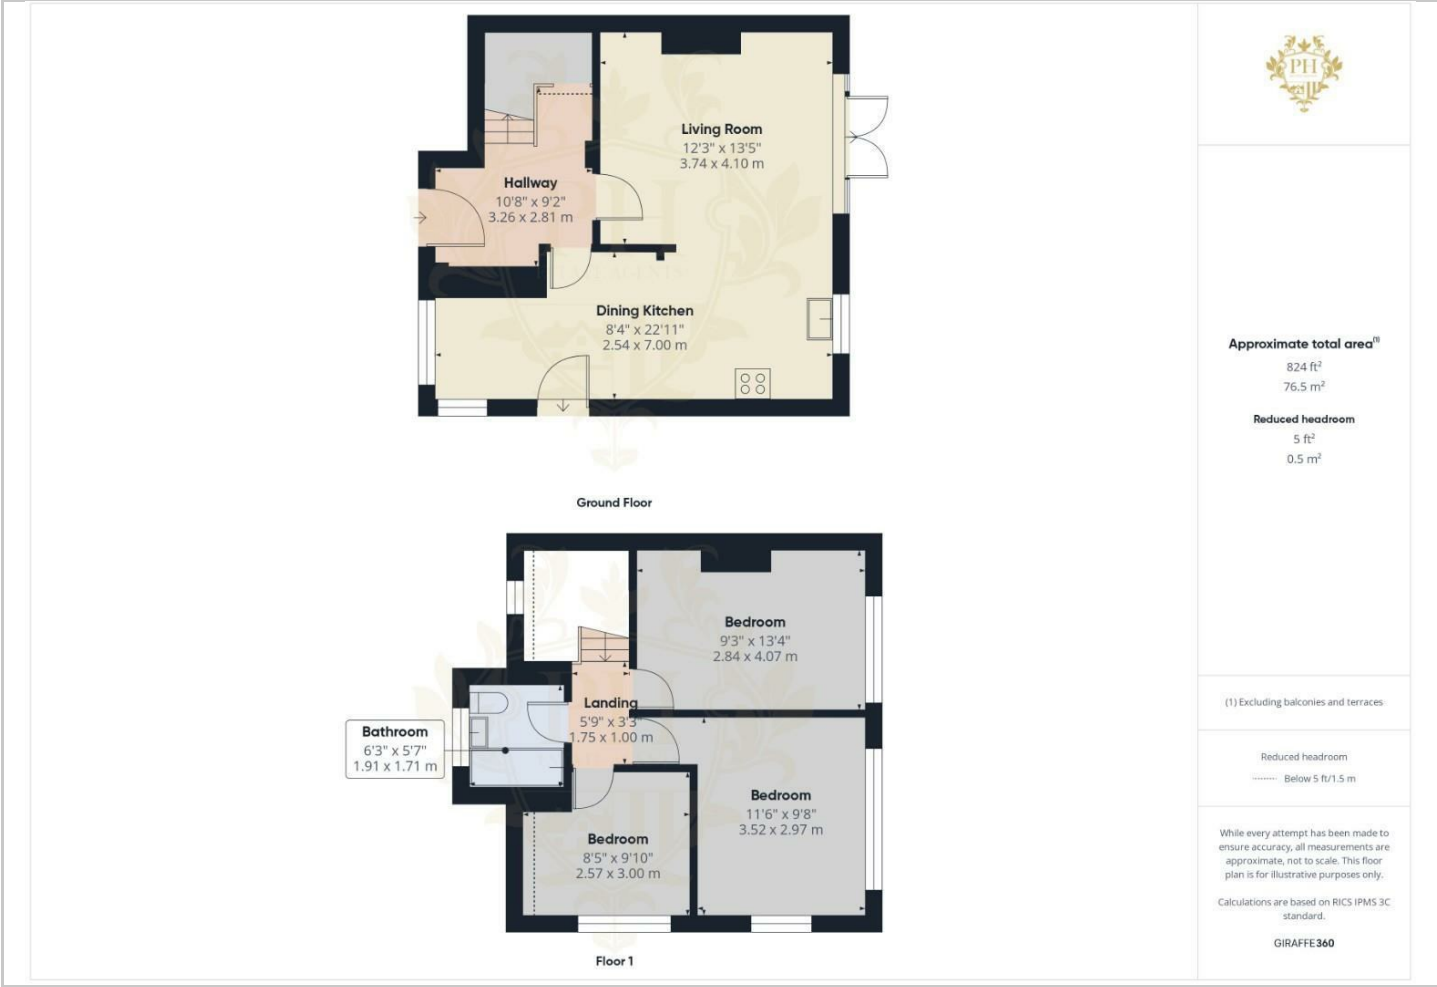 Living Room
12'3" x 13'5"
3.74 x 4.10 m
Hallway
10'8" x 9'2"
3.26 x 2.81 m
Dining Kitchen
8'4" x 22'11"
2.54 x 7.00 m
Ground Floor
Bedroom
9'3" x 13'4"
2.84 x 4.07 m
Landing
5'9" x 3'3"
1.75 x 1.00 m
Bathroom
6'3" x 5'7"
1.91 x 1.71 m
Bedroom
11'6" x 9'8"
3.52 x 2.97 m
Bedroom
8'5" x 9'10"
2.57 x 3.00 m
Floor 1
PH
Approximate total area(1)
824 ft²
76.5 m²
Reduced headroom
5 ft²
0.5 m²
(1) Excluding balconies and terraces
Reduced headroom
Below 5 ft/1.5 m
While every attempt has been made to
ensure accuracy, all measurements are
approximate, not to scale. This floor
plan is for illustrative purposes only.
Calculations are based on RICS IPMS 3C
standard.
GIRAFFE360